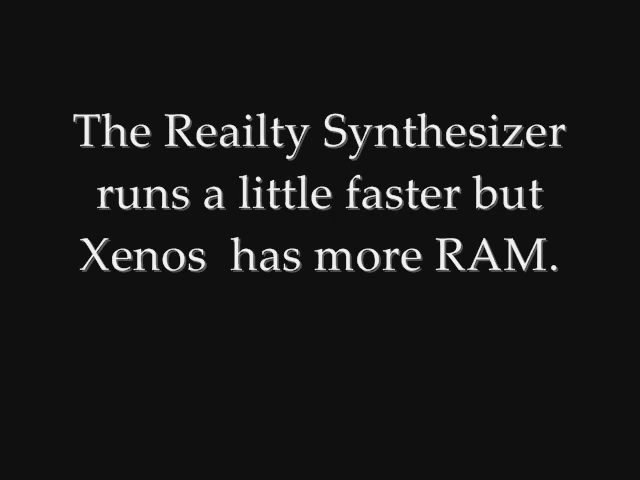 The Reailty Synthesizer
runs a little faster but
Xenos  has more RAM.